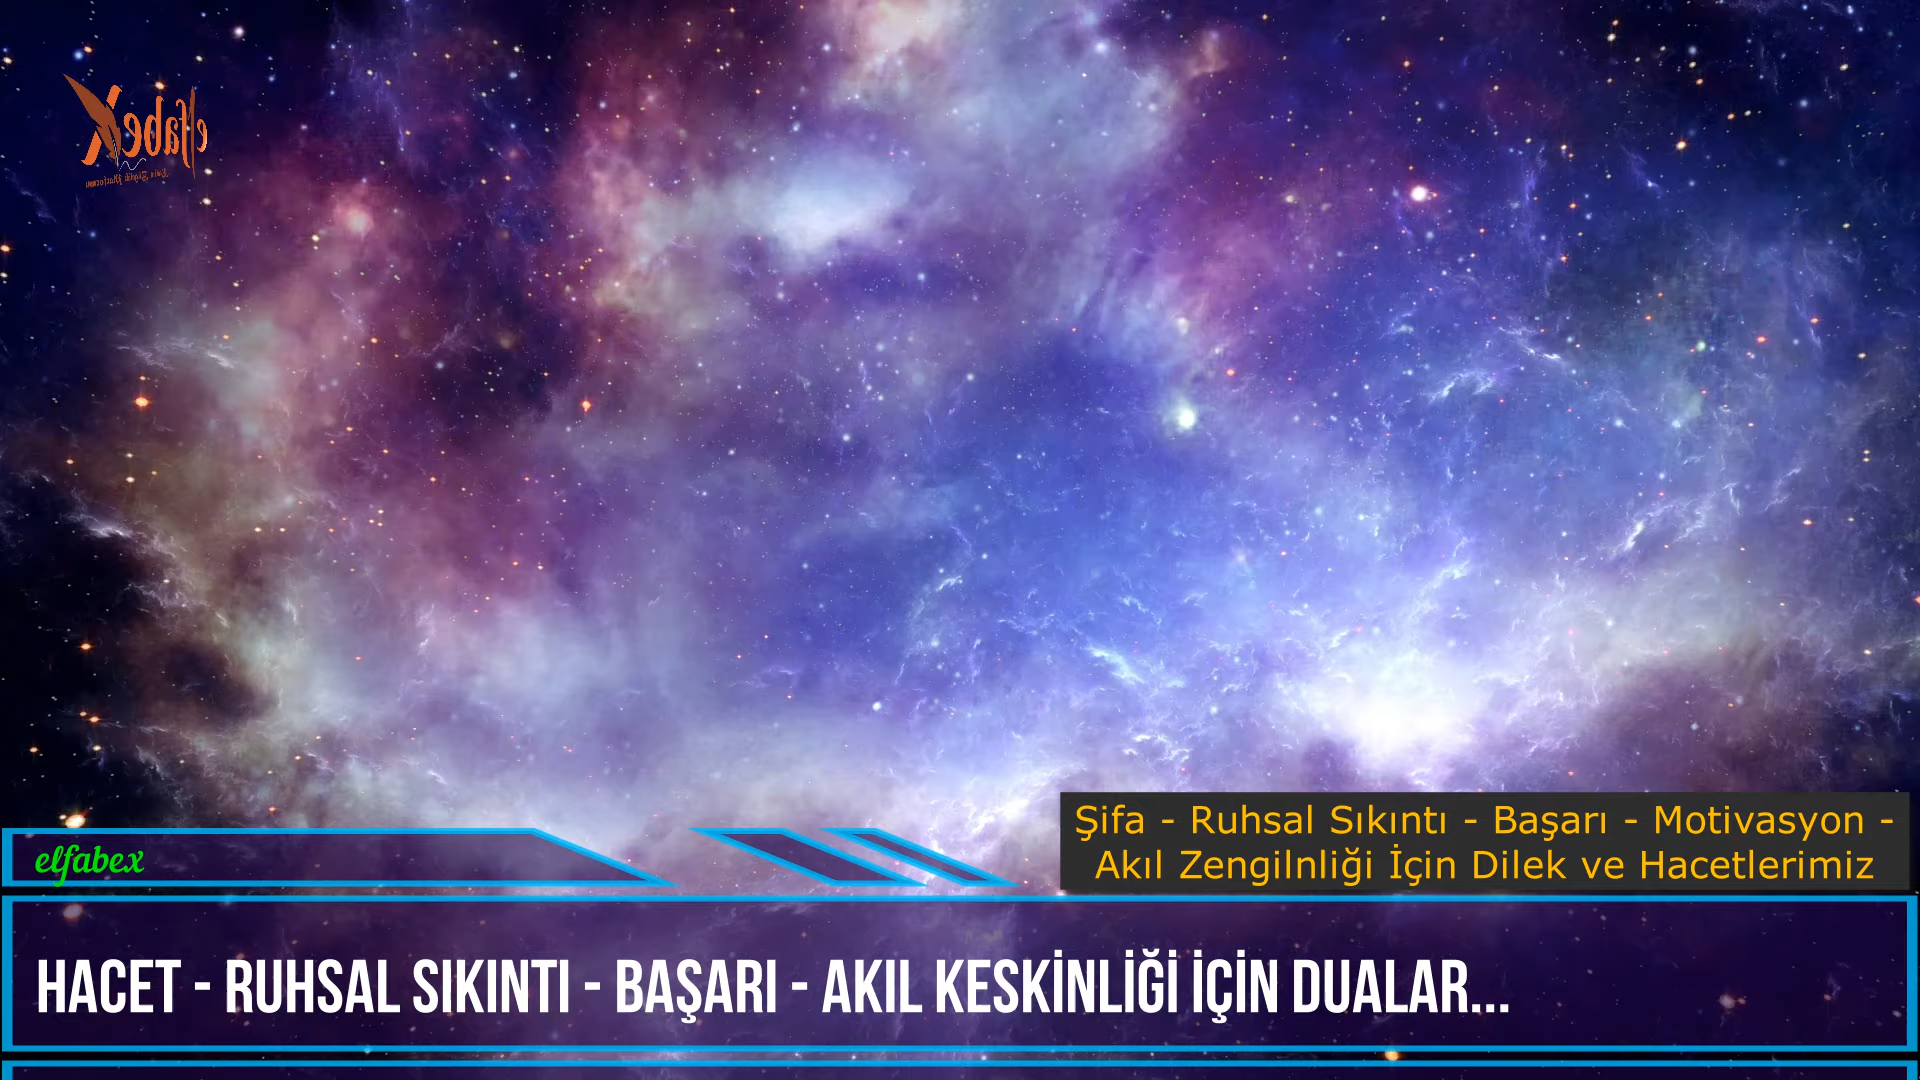 elfabex
Şifa - Ruhsal Sıkıntı - Başarı - Motivasyon -
Akıl Zengilnliği İçin Dilek ve Hacetlerimiz
elfabex
HACET - RUHSAL SIKINTI - BAŞARI - AKIL KESKİNLİĞİ İÇİN DUALAR...